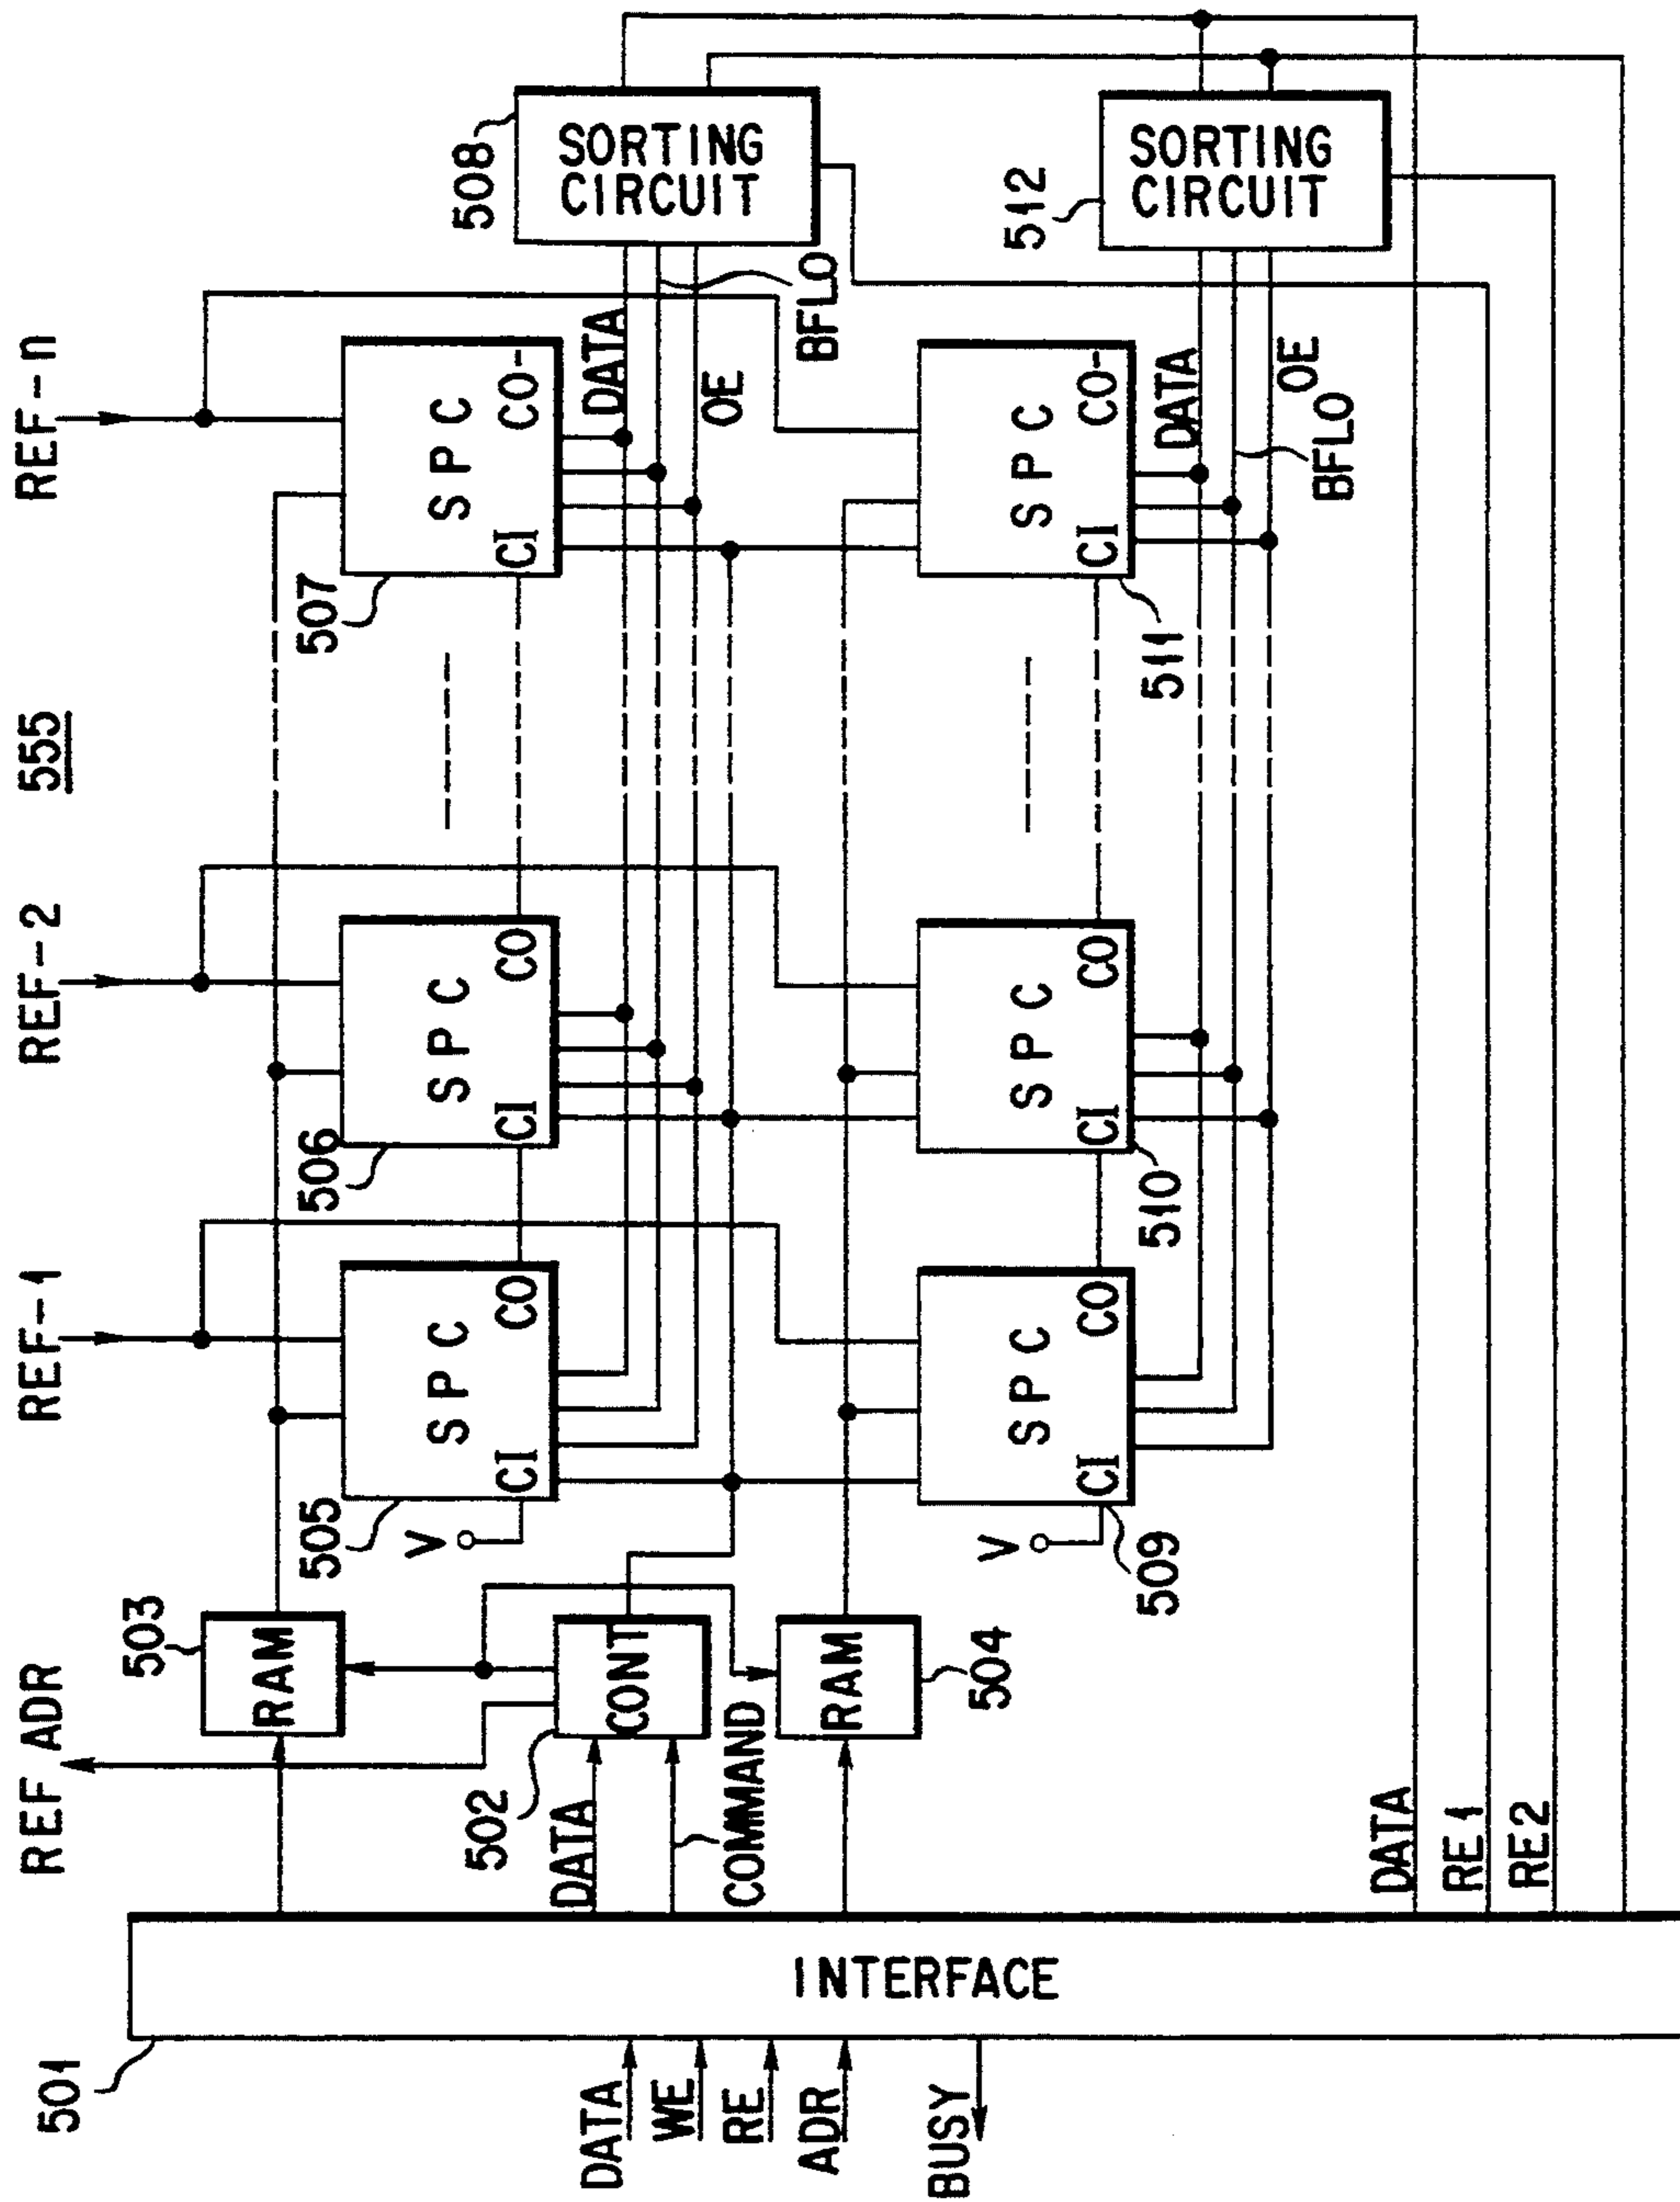 555
REF ADR
REF-1
REF-2
REF-n
503
RAM
505
SPC
CI
CO
V
506
SPC
CI
CO
507
SPC
CI
CO-
508
SORTING
CIRCUIT
DATA
BFLO
OE
502
CONT
DATA
COMMAND
504
RAM
509
SPC
CI
CO
V
510
SPC
CI
CO
511
SPC
CI
CO-
512
SORTING
CIRCUIT
DATA
OE
BFLO
DATA
RE1
RE2
501
INTERFACE
DATA
WE
RE
ADR
BUSY